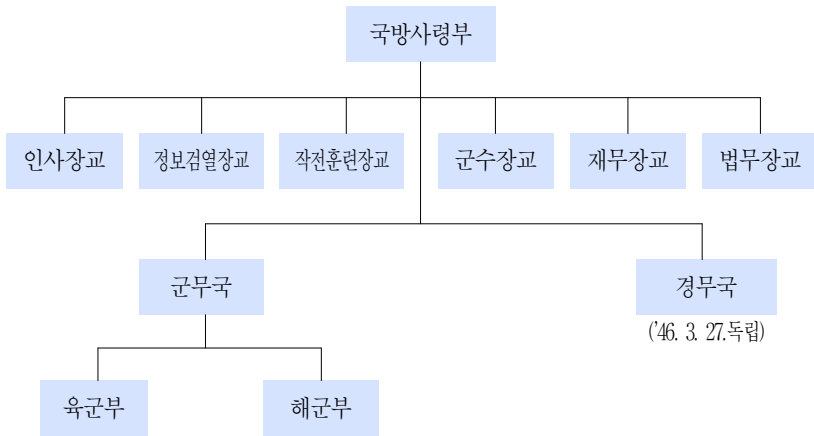 국방사령부
인사장교
정보검열장교
작전훈련장교
군수장교
재무장교
법무장교
군무국
경무국
('46. 3. 27.독립)
육군부
해군부